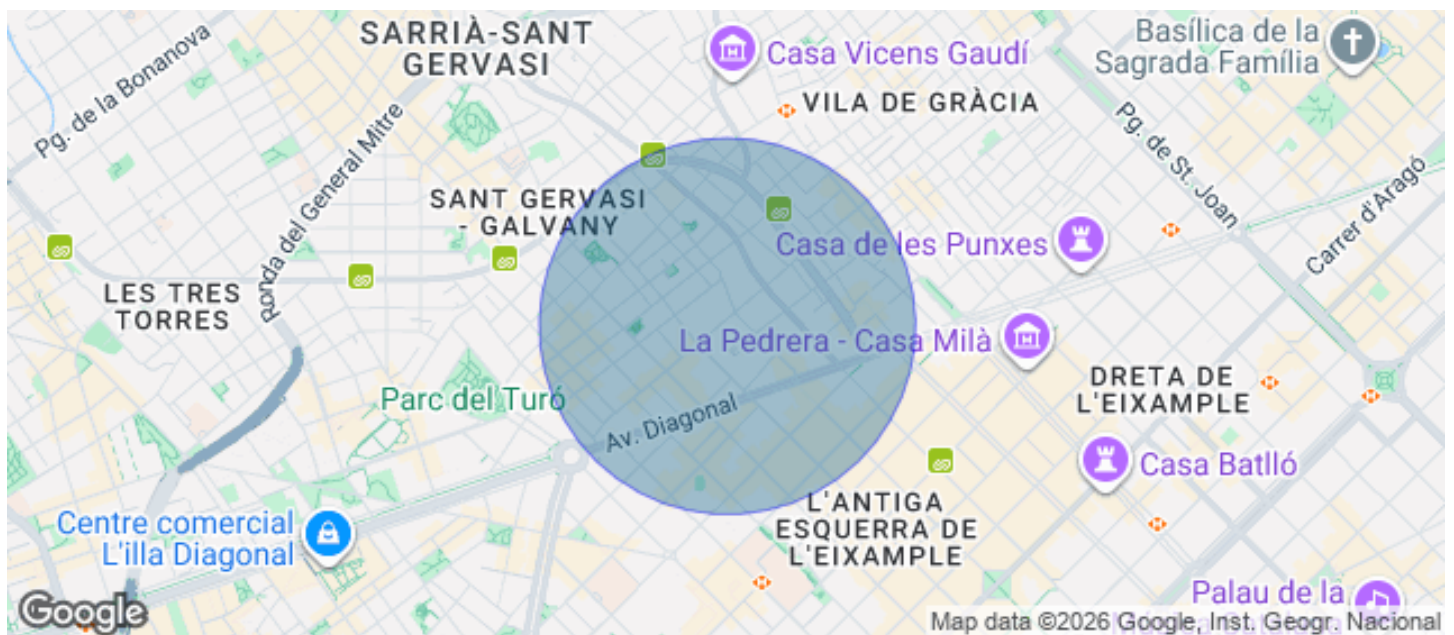 SARRIÀ-SANT
GERVASI
Casa Vicens Gaudí
Basílica de la
Sagrada Família
Pg. de la Bonanova
VILA DE GRÀCIA
Ronda del General Mitre
Pg. de St. Joan
Carrer d'Aragó
SANT GERVASI
- GALVANY
Casa de les Punxes
LES TRES
TORRES
La Pedrera - Casa Milà
Parc del Turó
Av. Diagonal
DRETA DE
L'EIXAMPLE
Casa Batlló
L'ANTIGA
ESQUERRA DE
L'EIXAMPLE
Centre comercial
L'illa Diagonal
Palau de la
Google
Map data ©2026 Google, Inst. Geogr. Nacional